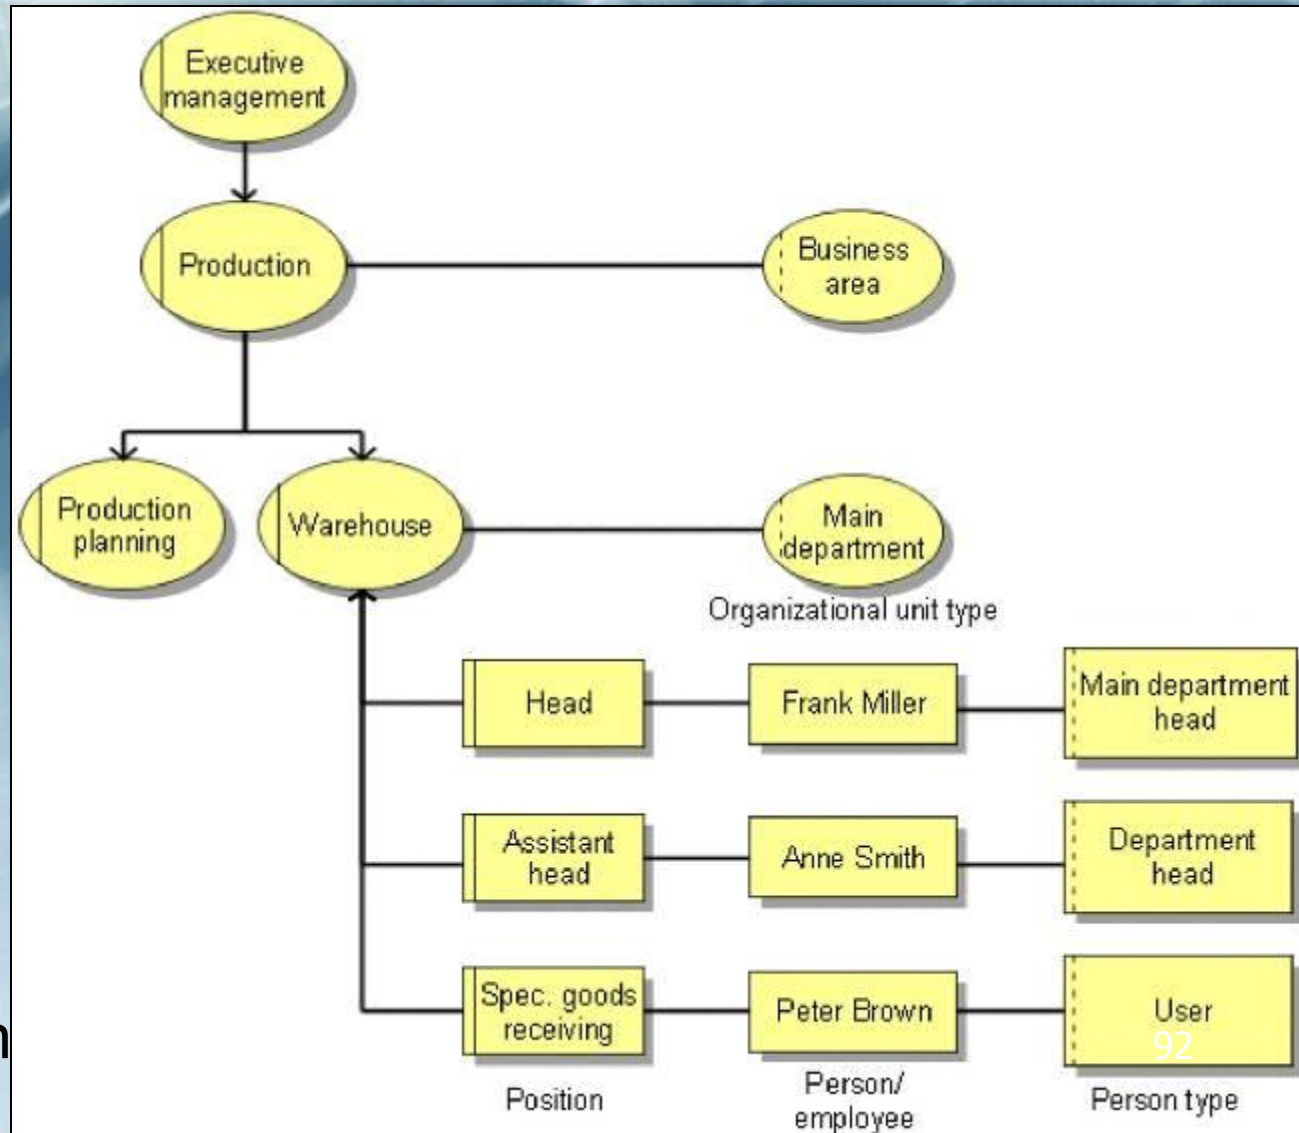 Executive
management
Production
Business
area
Production
planning
Warehouse
Main
department
Organizational unit type
Head
Frank Miller
Main department
head
Assistant
head
Anne Smith
Department
head
Spec. goods
receiving
Peter Brown
User
92
Position
Person/
employee
Person type